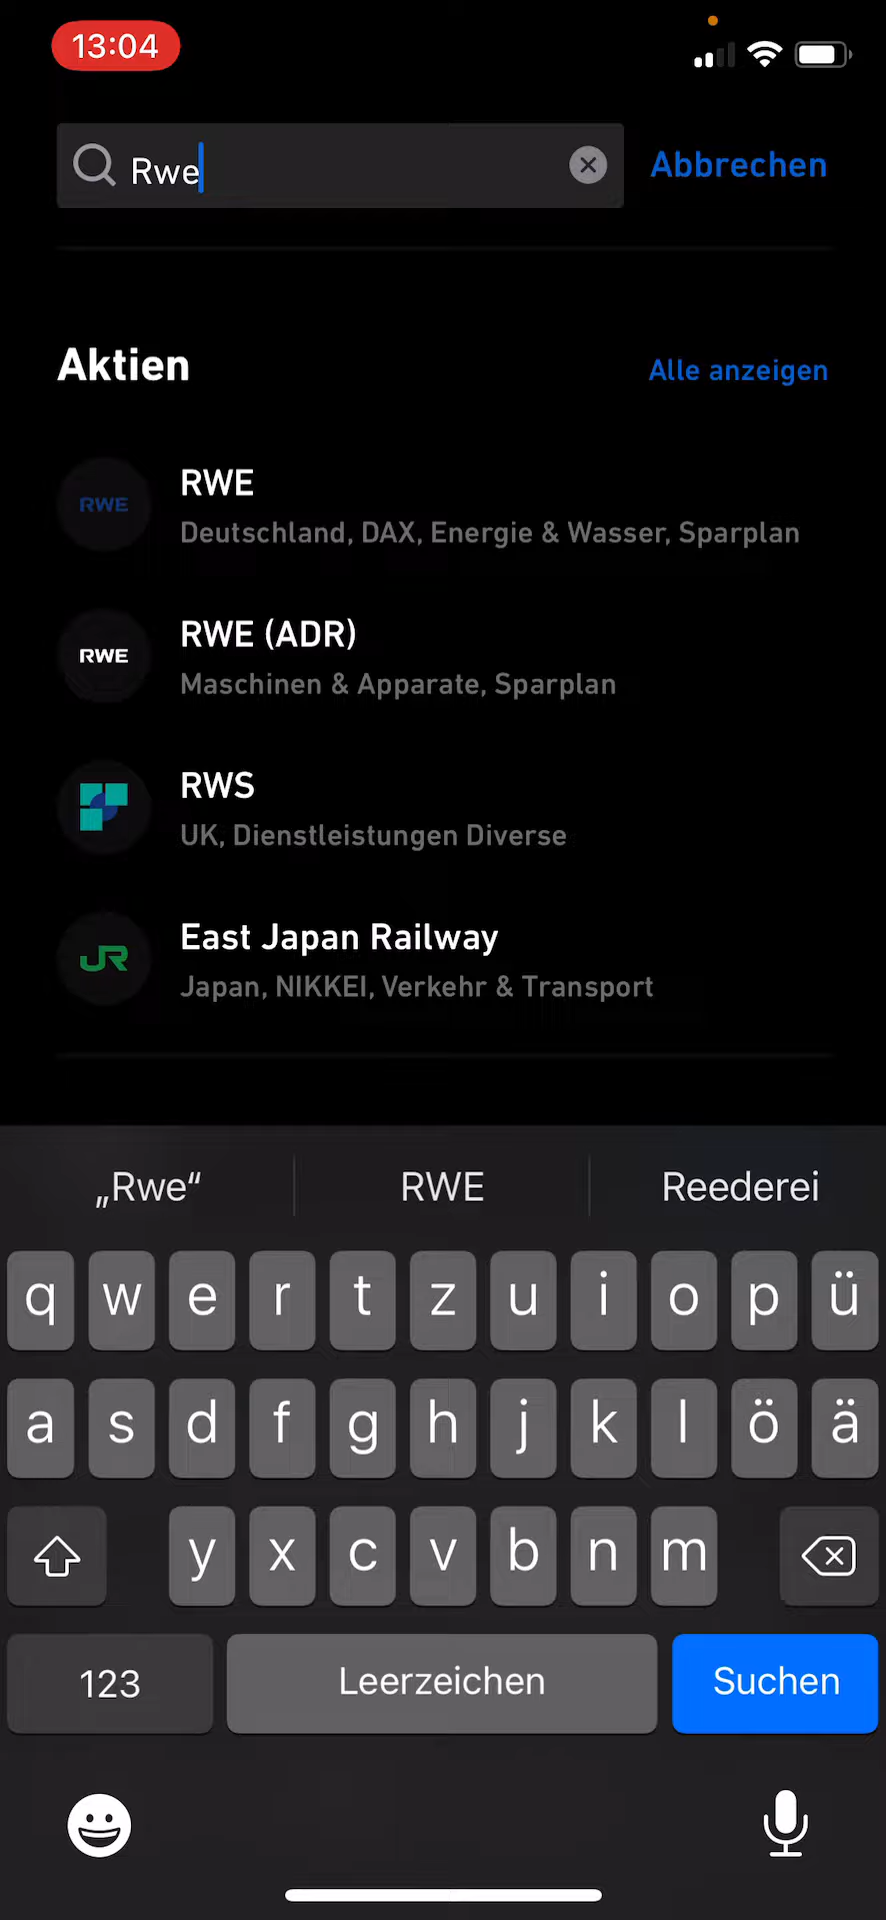 13:04
Rwe
Abbrechen
Aktien
Alle anzeigen
RWE
RWE
Deutschland, DAX, Energie & Wasser, Sparplan
RWE
RWE (ADR)
Maschinen & Apparate, Sparplan
RWS
UK, Dienstleistungen Diverse
JR
East Japan Railway
Japan, NIKKEI, Verkehr & Transport
„Rwe“ RWE Reederei
q w e r t z u i o p ü
a s d f g h j k l ö ä
y x c v b n m
123 Leerzeichen Suchen